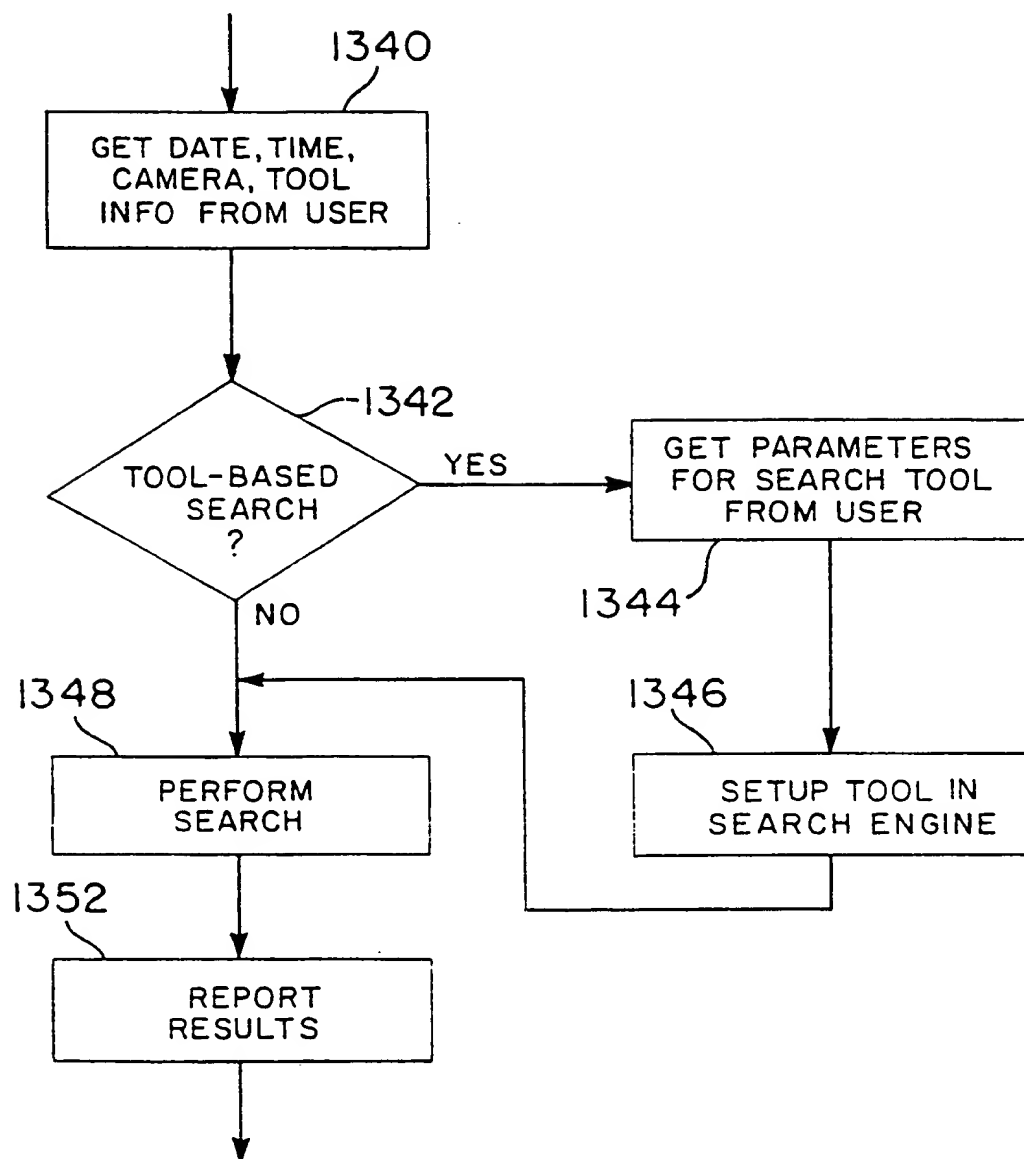 1340
GET DATE, TIME,
CAMERA, TOOL
INFO FROM USER
1342
TOOL-BASED
SEARCH
?
YES
GET PARAMETERS
FOR SEARCH TOOL
FROM USER
1344
NO
1348
PERFORM
SEARCH
1346
SETUP TOOL IN
SEARCH ENGINE
1352
REPORT
RESULTS